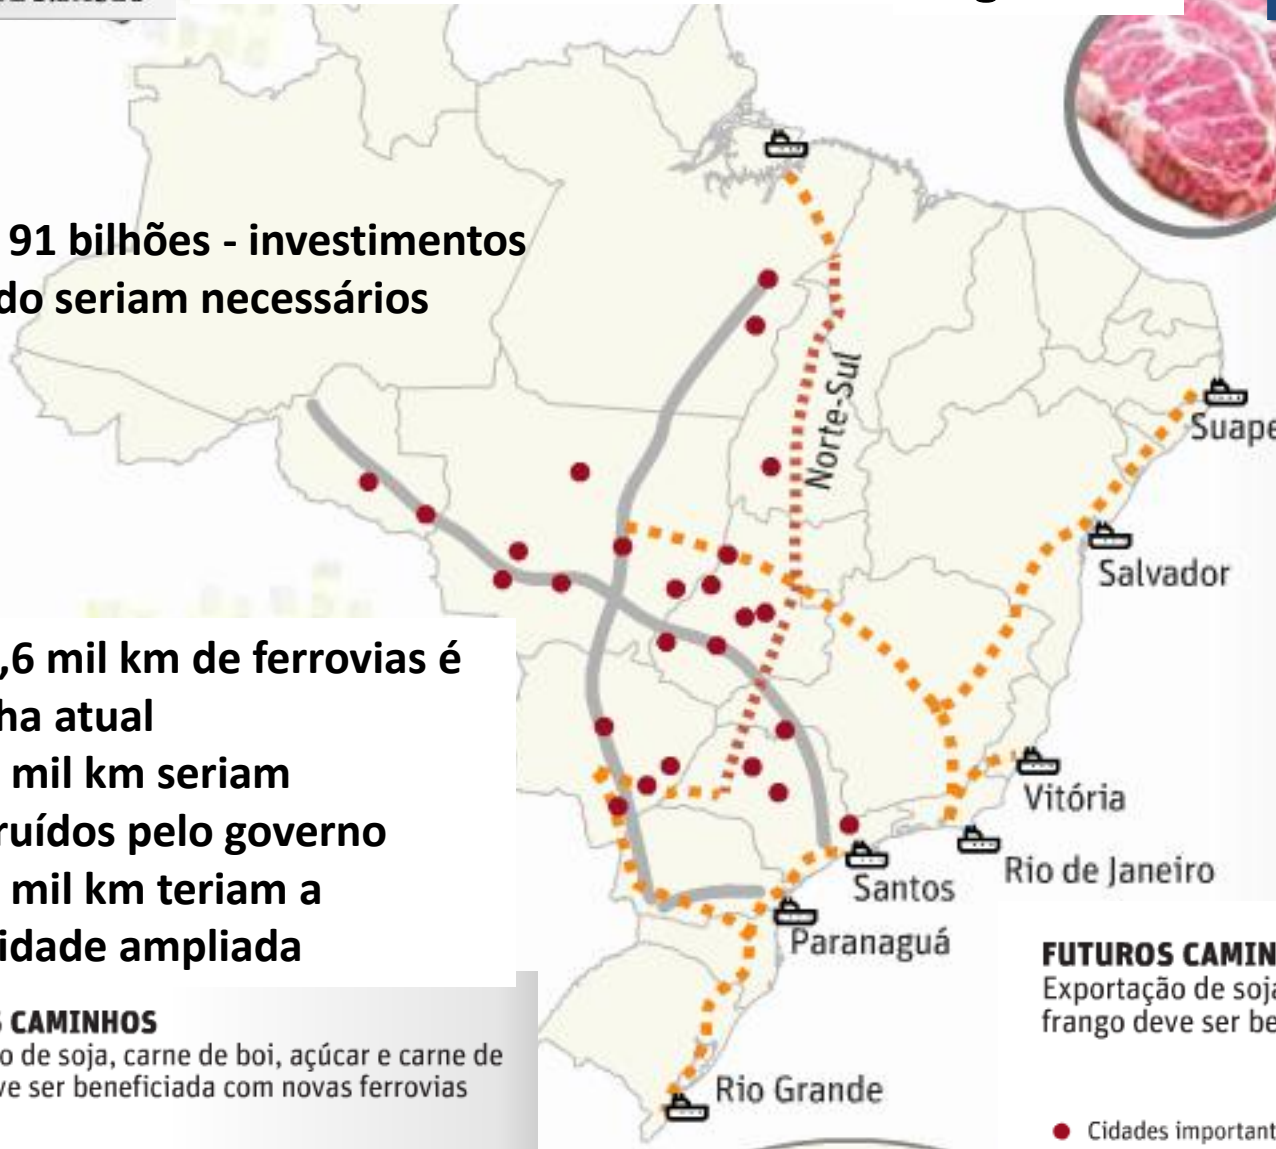 91 bilhões - investimentos
do seriam necessários
Norte-Sul
Suape
Salvador
,6 mil km de ferrovias é
ha atual
mil km seriam
ruídos pelo governo
mil km teriam a
idade ampliada
Vitória
Rio de Janeiro
Santos
Paranaguá
FUTUROS CAMIN
Exportação de soja
frango deve ser be
S CAMINHOS
o de soja, carne de boi, açúcar e carne de
ve ser beneficiada com novas ferrovias
Rio Grande
Cidades important